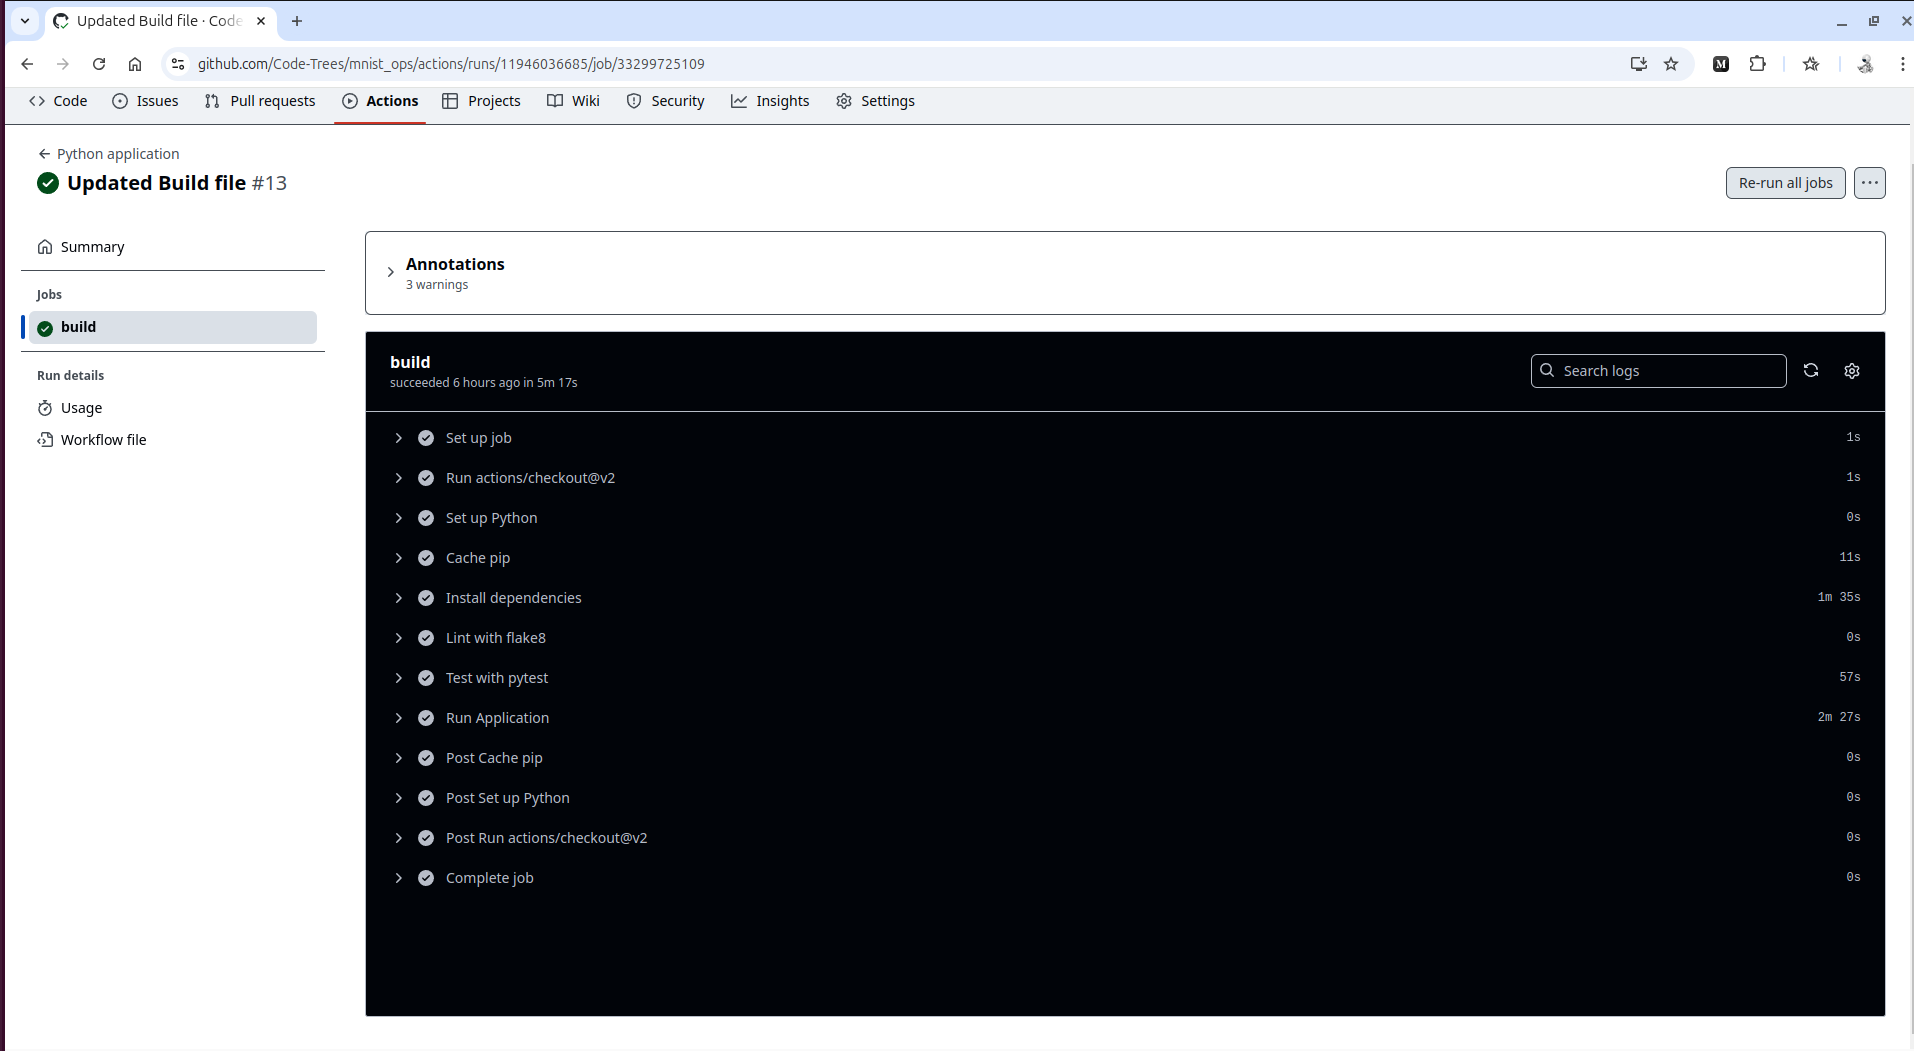 Updated Build file · Code
github.com/Code-Trees/mnist_ops/actions/runs/11946036685/job/33299725109
M
Code Issues Pull requests Actions Projects Wiki Security Insights Settings
Python application
Updated Build file #13
Re-run all jobs
Summary
Jobs
build
Run details
Usage
Workflow file
Annotations
3 warnings
build
succeeded 6 hours ago in 5m 17s
Search logs
Set up job 1s
Run actions/checkout@v2 1s
Set up Python 0s
Cache pip 11s
Install dependencies 1m 35s
Lint with flake8 0s
Test with pytest 57s
Run Application 2m 27s
Post Cache pip 0s
Post Set up Python 0s
Post Run actions/checkout@v2 0s
Complete job 0s